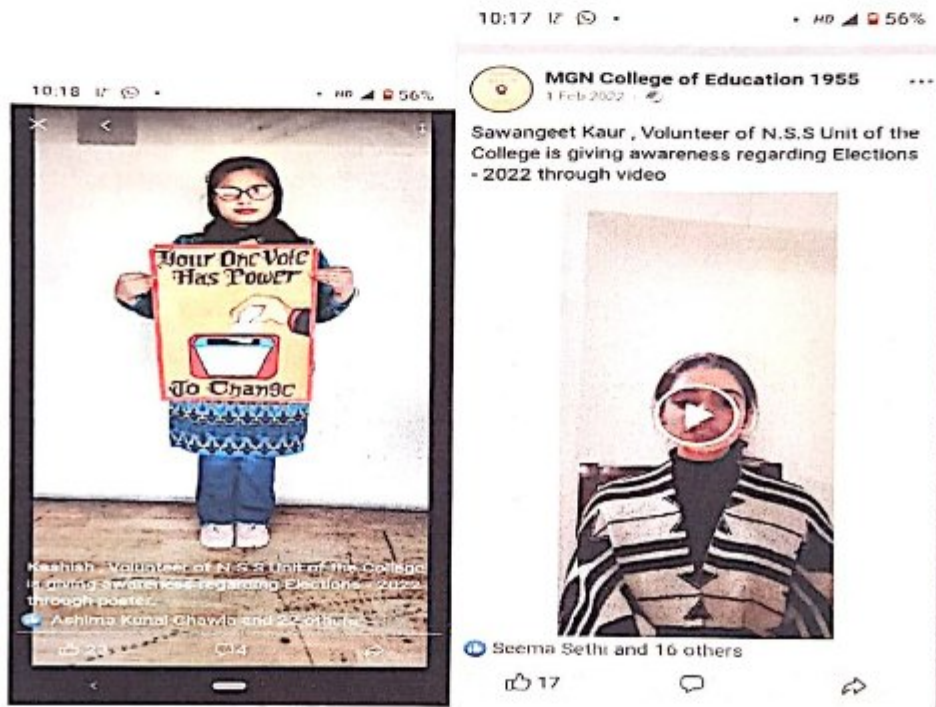 10:18
56%
Your One Vote
Has Power
To Change
Kashish , Volunteer of N.S.S Unit of the College
is giving awareness regarding Elections - 2022
through poster.
Ashima Kunal Chawla and 22 others
23
4
10:17
HD
56%
MGN College of Education 1955
1 Feb 2022
Sawangeet Kaur , Volunteer of N.S.S Unit of the
College is giving awareness regarding Elections
- 2022 through video
Seema Sethi and 16 others
17